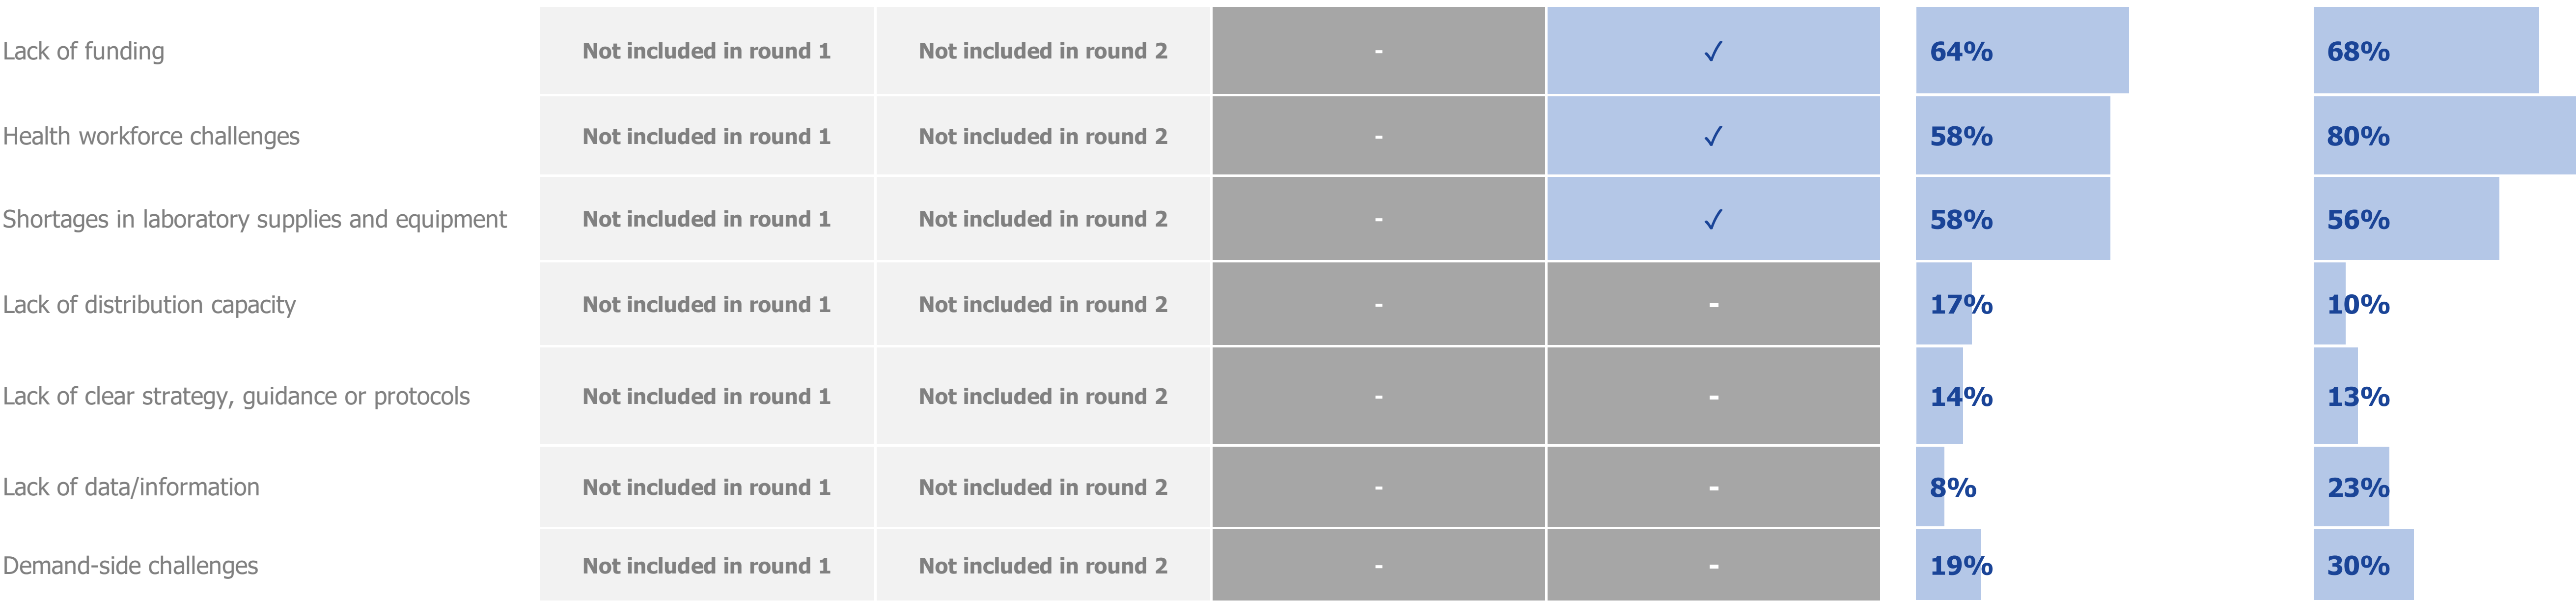 Lack of funding Not included in round 1 Not included in round 2 - ✓ 64% 68%
Health workforce challenges Not included in round 1 Not included in round 2 - ✓ 58% 80%
Shortages in laboratory supplies and equipment Not included in round 1 Not included in round 2 - ✓ 58% 56%
Lack of distribution capacity Not included in round 1 Not included in round 2 - - 17% 10%
Lack of clear strategy, guidance or protocols Not included in round 1 Not included in round 2 - - 14% 13%
Lack of data/information Not included in round 1 Not included in round 2 - - 8% 23%
Demand-side challenges Not included in round 1 Not included in round 2 - - 19% 30%